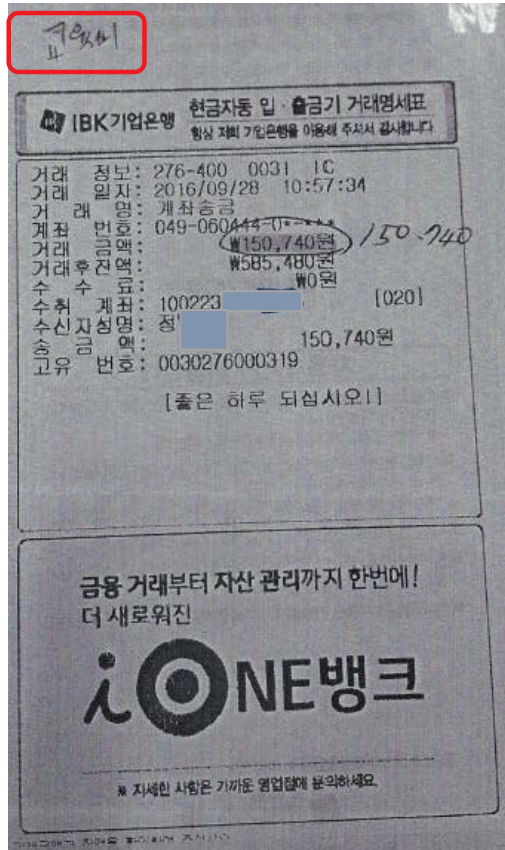 IBK기업은행 현금자동 입·출금기 거래명세표
항상 저희 기업은행을 이용해 주셔서 감사합니다
거래 정보: 276-400 0031 IC
거래 일자: 2016/09/28 10:57:34
거 래 명: 계좌송금
계좌 번호: 049-060444-0*-***
거래 금액: ₩150,740원 150.740
거래후잔액: ₩585,480원
수 수 료: ₩0원
수취 계좌: 100223 [020]
수신자성명: 정
송 금 액: 150,740원
고유 번호: 0030276000319
[좋은 하루 되십시오!]
금융 거래부터 자산 관리까지 한번에!
더 새로워진
i ONE뱅크
※ 자세한 사항은 가까운 영업점에 문의하세요.